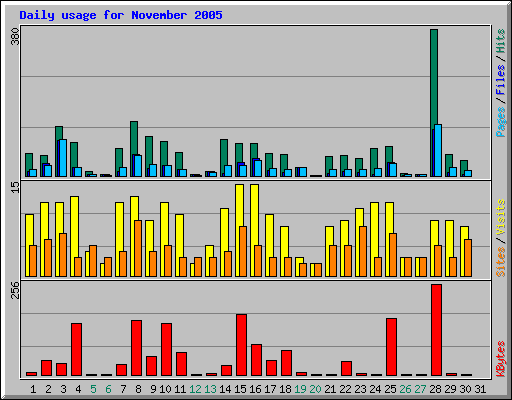 Daily usage for November 2005
380
Pages / Files / Hits
15
Sites / Visits
256
KBytes
1 2 3 4 5 6 7 8 9 10 11 12 13 14 15 16 17 18 19 20 21 22 23 24 25 26 27 28 29 30 31